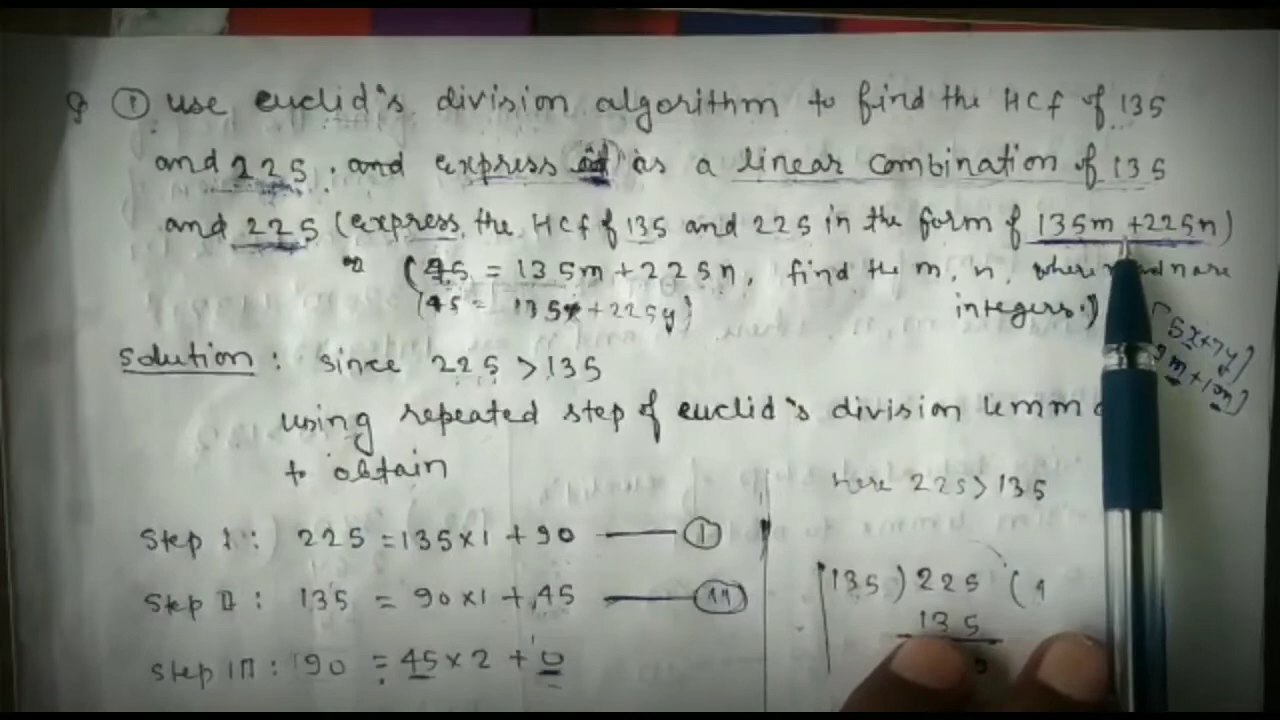 Q ① use euclid's division algorithm to find the HCF of 135
and 225. and express as a linear combination of 135
and 225 (express the HCF of 135 and 225 in the form of 135m +225n)
(45 = 135m+225n, find the m, n, where n are
(45 = 135x+225y) integers.)
5x+7y
m+10n
solution: since 225 >135
using repeated step of euclid's division lemma
to obtain
Here 225>135
Step I: 225 =135×1 +90 ①
Step II: 135 = 90×1 +45 ⑪
Step III: 90 = 45×2 + 0
135 ) 225 ( 1
135